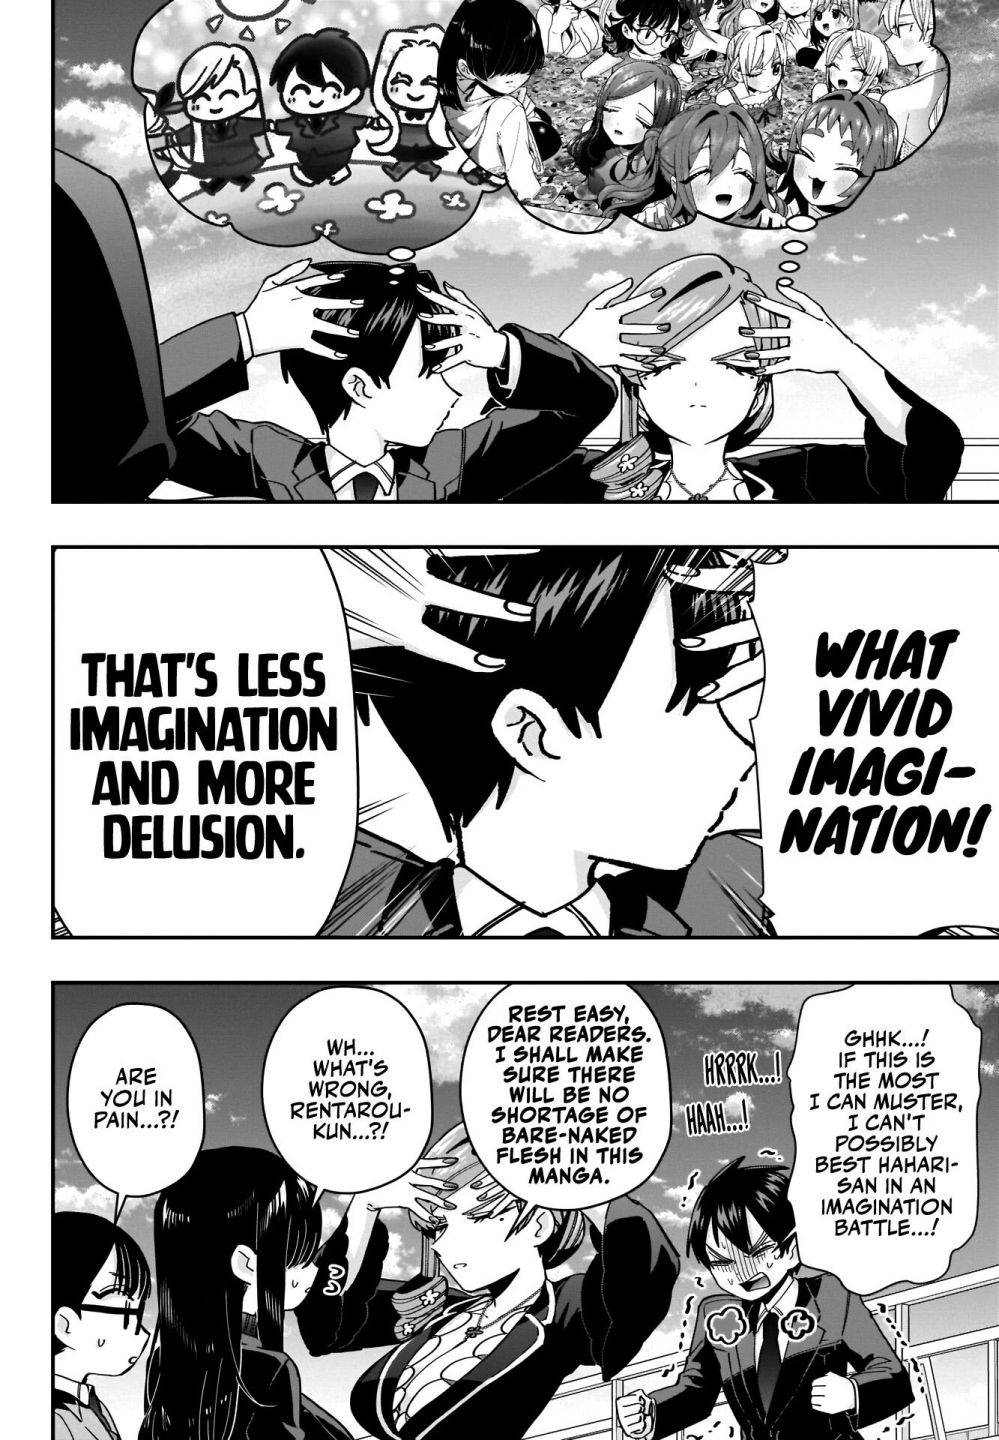 WHAT
VIVID
IMAGI-
NATION!
THAT'S LESS
IMAGINATION
AND MORE
DELUSION.
GHHK...!
IF THIS IS
THE MOST
I CAN MUSTER,
I CAN'T
POSSIBLY
BEST HAHARI-
SAN IN AN
IMAGINATION
BATTLE...!
HRRRK...!
HAAH...!
REST EASY,
DEAR READERS.
I SHALL MAKE
SURE THERE
WILL BE NO
SHORTAGE OF
BARE-NAKED
FLESH IN THIS
MANGA.
WH...
WHAT'S
WRONG,
RENTAROU-
KUN...?!
ARE
YOU IN
PAIN...?!